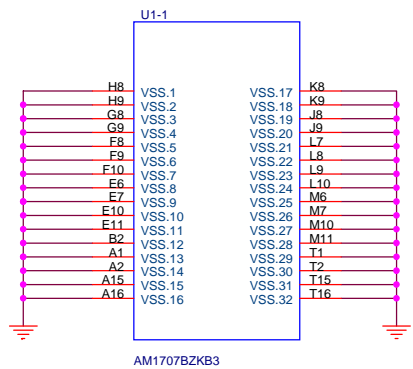 U1-1
H8 VSS.1 VSS.17 K8
H9 VSS.2 VSS.18 K9
G8 VSS.3 VSS.19 J8
G9 VSS.4 VSS.20 J9
F8 VSS.5 VSS.21 L7
F9 VSS.6 VSS.22 L8
F10 VSS.7 VSS.23 L9
E6 VSS.8 VSS.24 L10
E7 VSS.9 VSS.25 M6
E10 VSS.10 VSS.26 M7
E11 VSS.11 VSS.27 M10
B2 VSS.12 VSS.28 M11
A1 VSS.13 VSS.29 T1
A2 VSS.14 VSS.30 T2
A15 VSS.15 VSS.31 T15
A16 VSS.16 VSS.32 T16
AM1707BZKB3